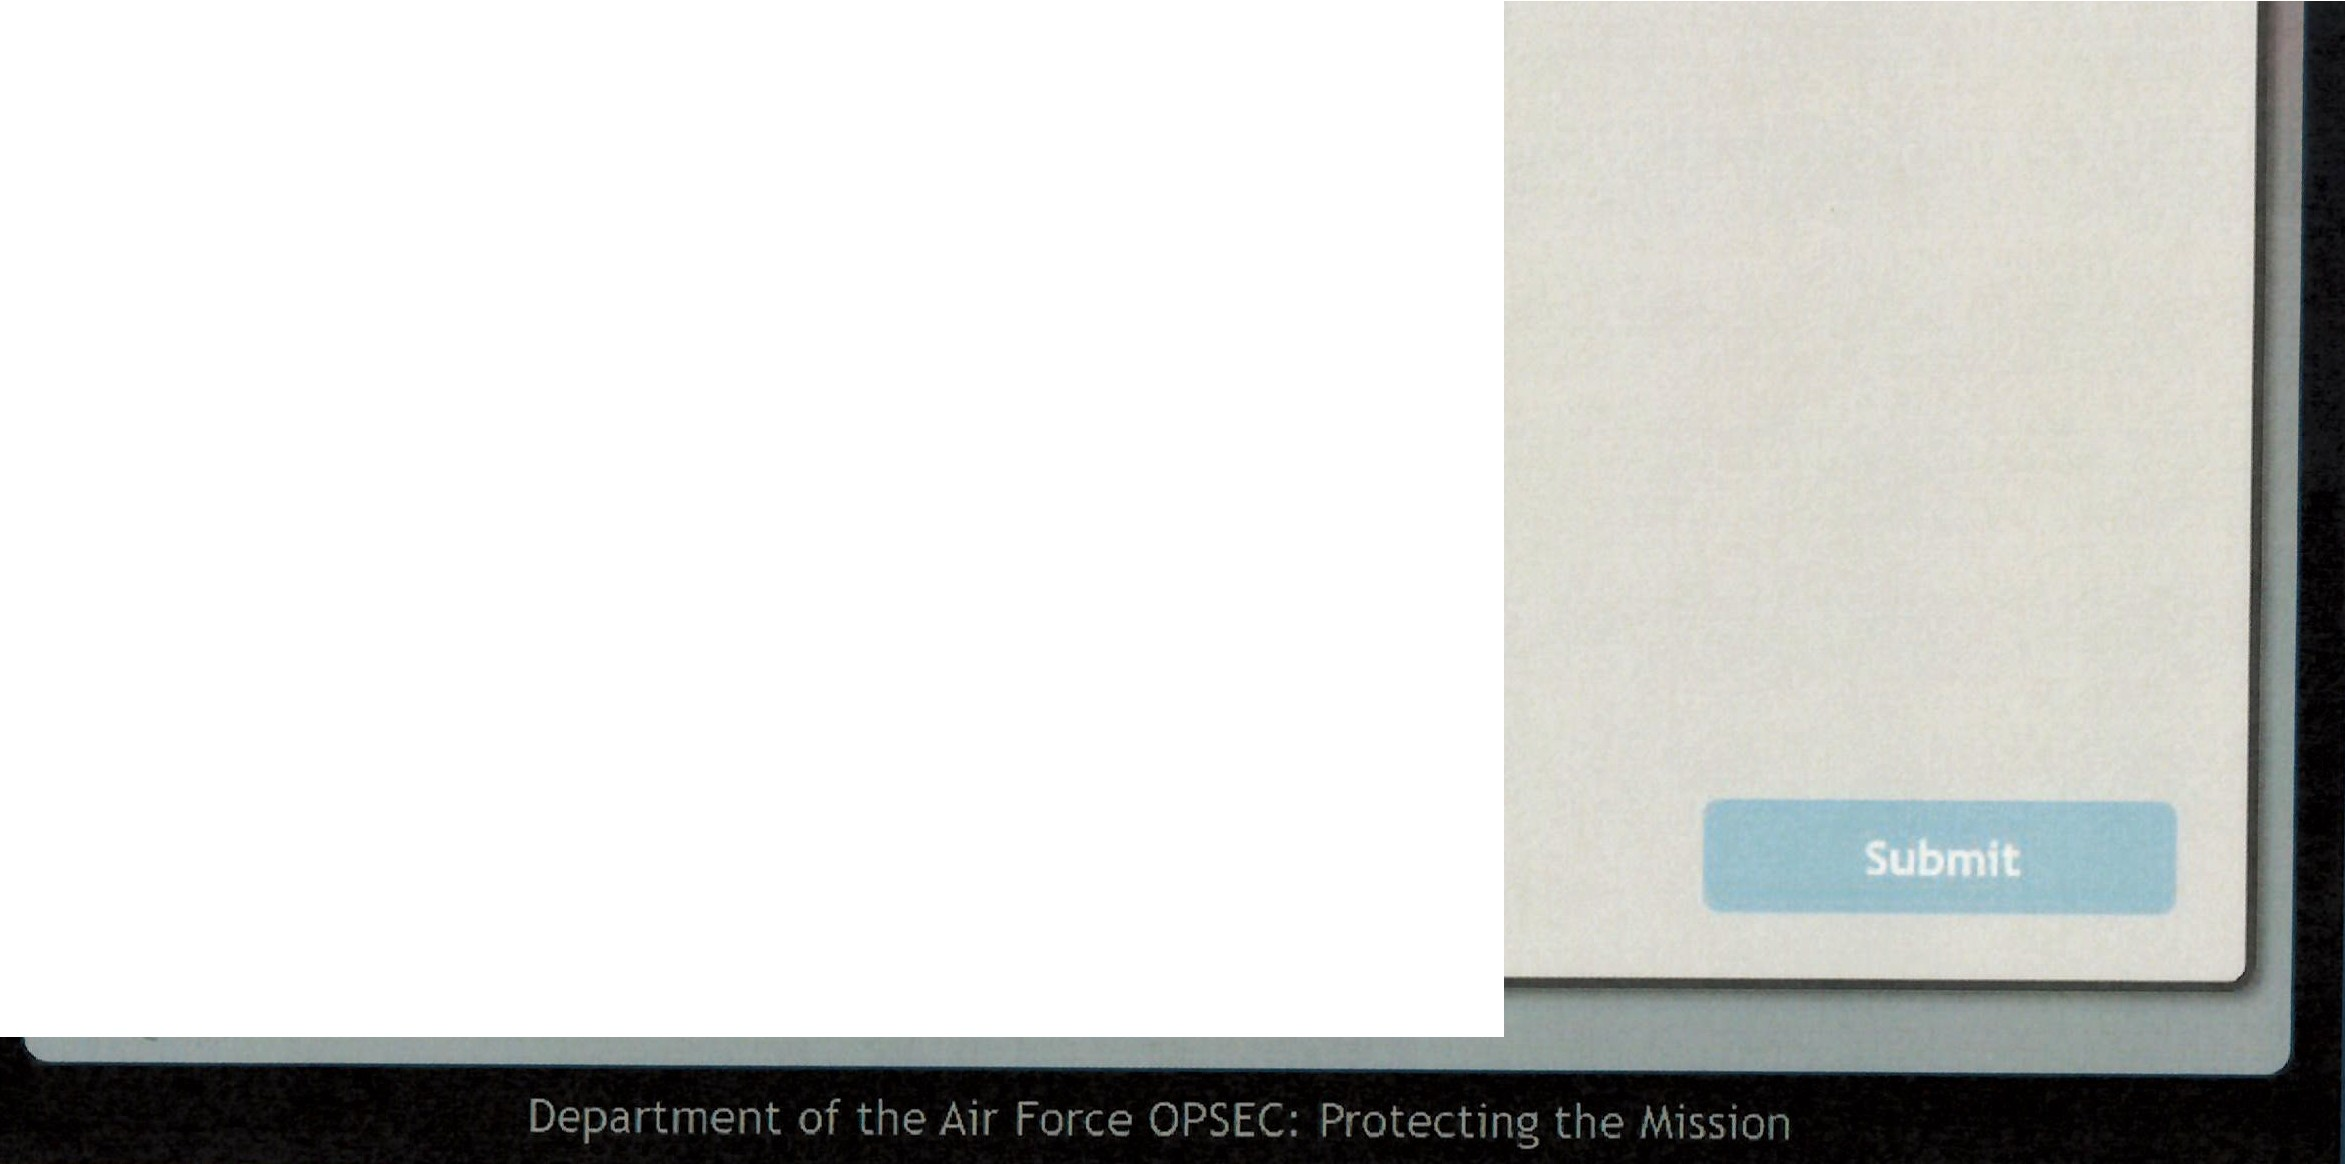 Submit
Department of the Air Force OPSEC: Protecting the Mission